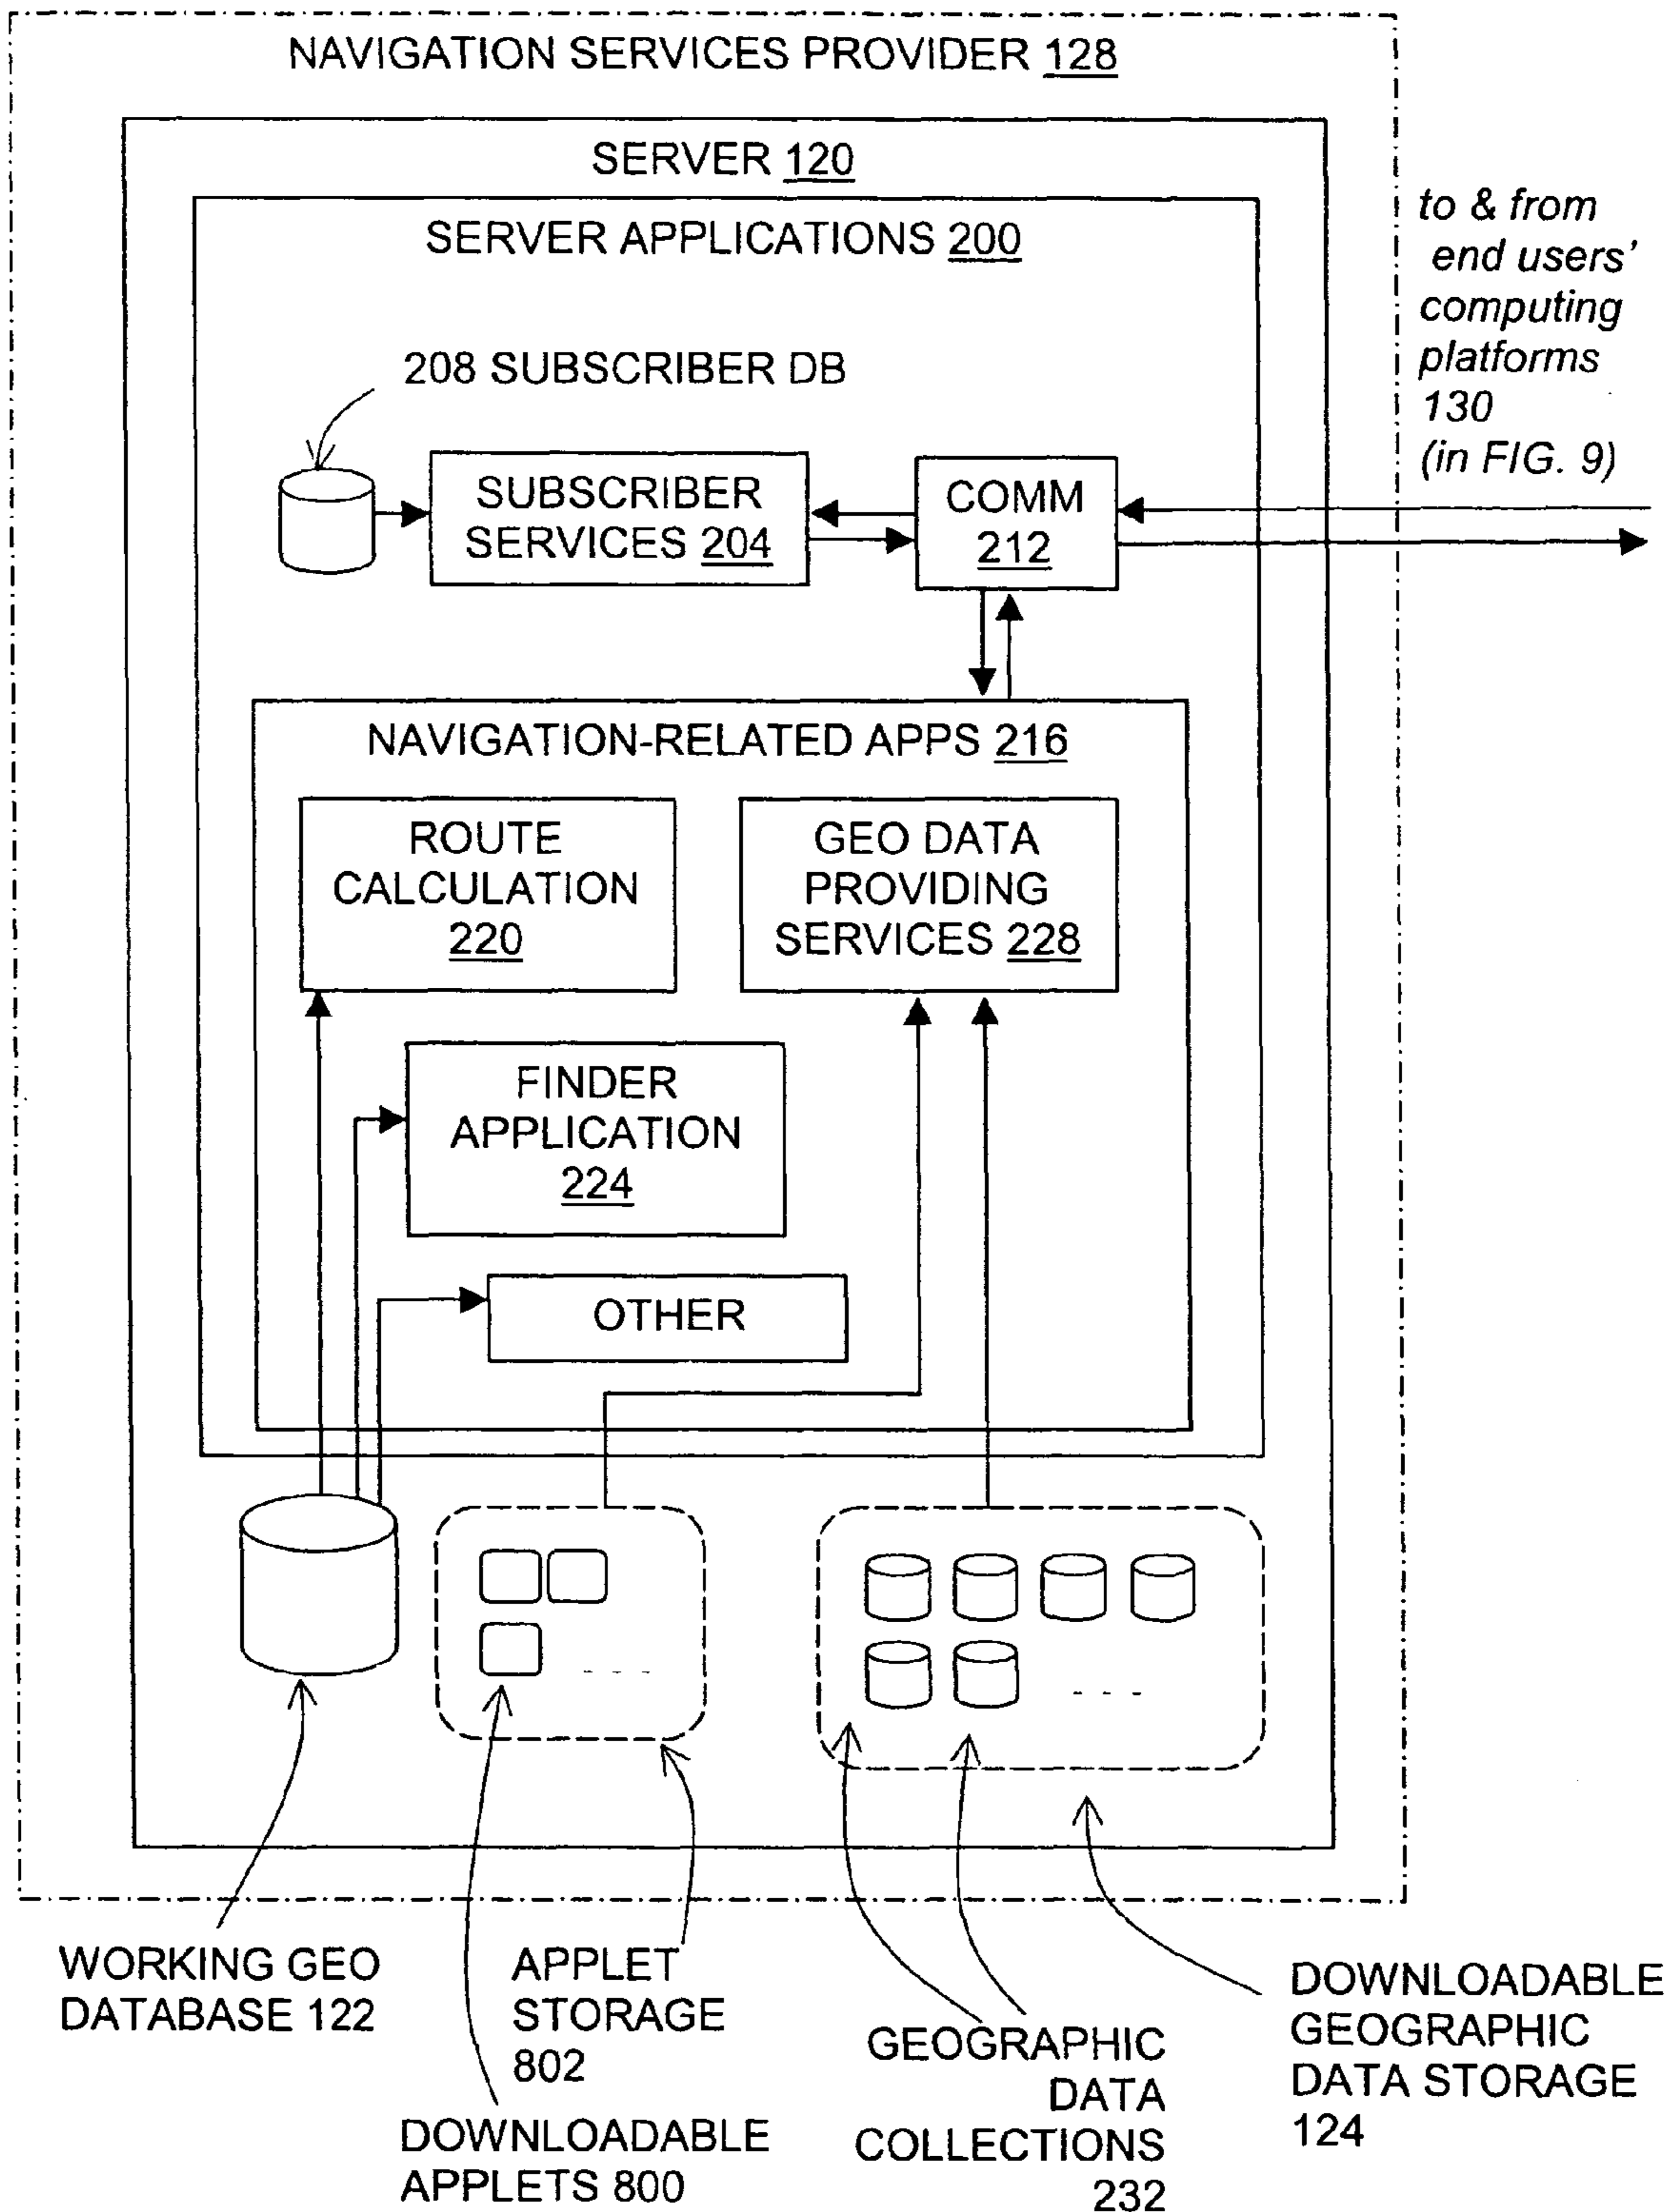 NAVIGATION SERVICES PROVIDER 128
SERVER 120
SERVER APPLICATIONS 200
to & from
end users'
computing
platforms
130
(in FIG. 9)
208 SUBSCRIBER DB
SUBSCRIBER
SERVICES 204
COMM
212
NAVIGATION-RELATED APPS 216
ROUTE
CALCULATION
220
GEO DATA
PROVIDING
SERVICES 228
FINDER
APPLICATION
224
OTHER
WORKING GEO
DATABASE 122
APPLET
STORAGE
802
DOWNLOADABLE
APPLETS 800
GEOGRAPHIC
DATA
COLLECTIONS
232
DOWNLOADABLE
GEOGRAPHIC
DATA STORAGE
124